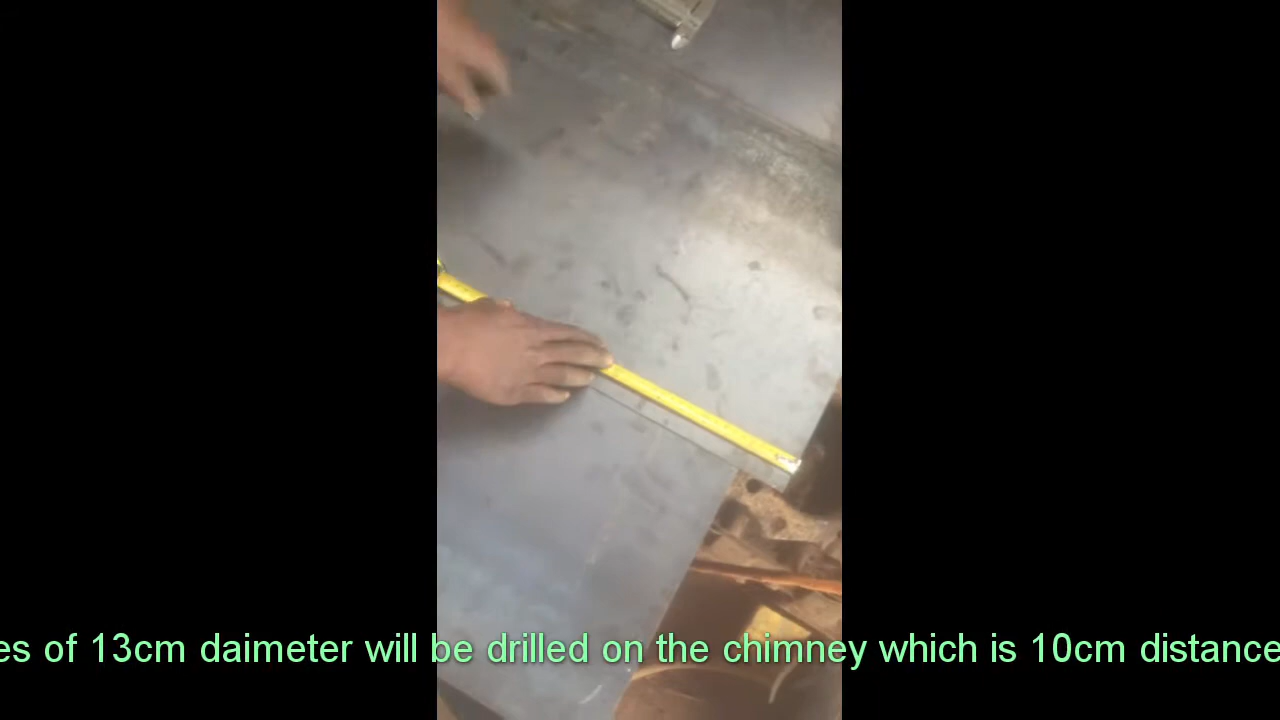 es of 13cm daimeter will be drilled on the chimney which is 10cm distance